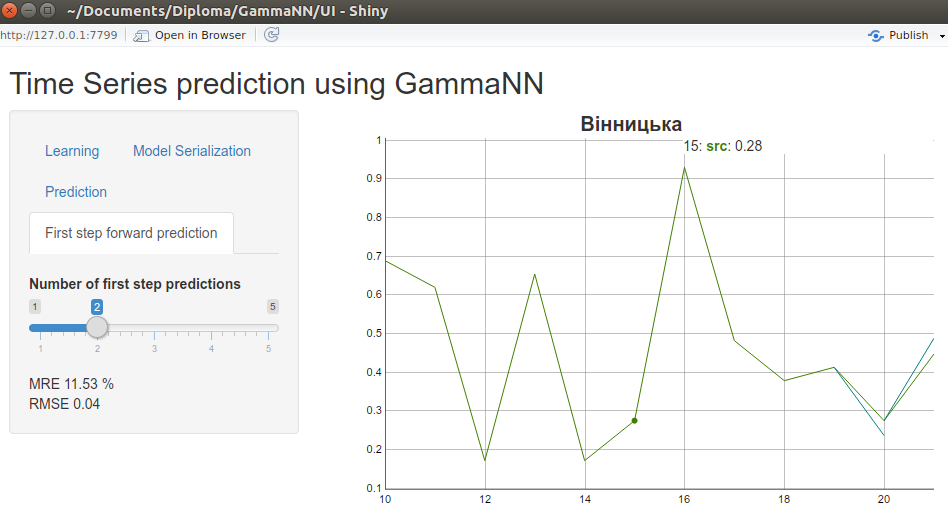 ~/Documents/Diploma/GammaNN/UI - Shiny
http://127.0.0.1:7799 Open in Browser Publish
Time Series prediction using GammaNN
Learning Model Serialization
Prediction
First step forward prediction
Number of first step predictions
1 2 5
1 2 3 4 5
MRE 11.53 %
RMSE 0.04
Вінницька
15: src: 0.28
1
0.9
0.8
0.7
0.6
0.5
0.4
0.3
0.2
0.1
10 12 14 16 18 20